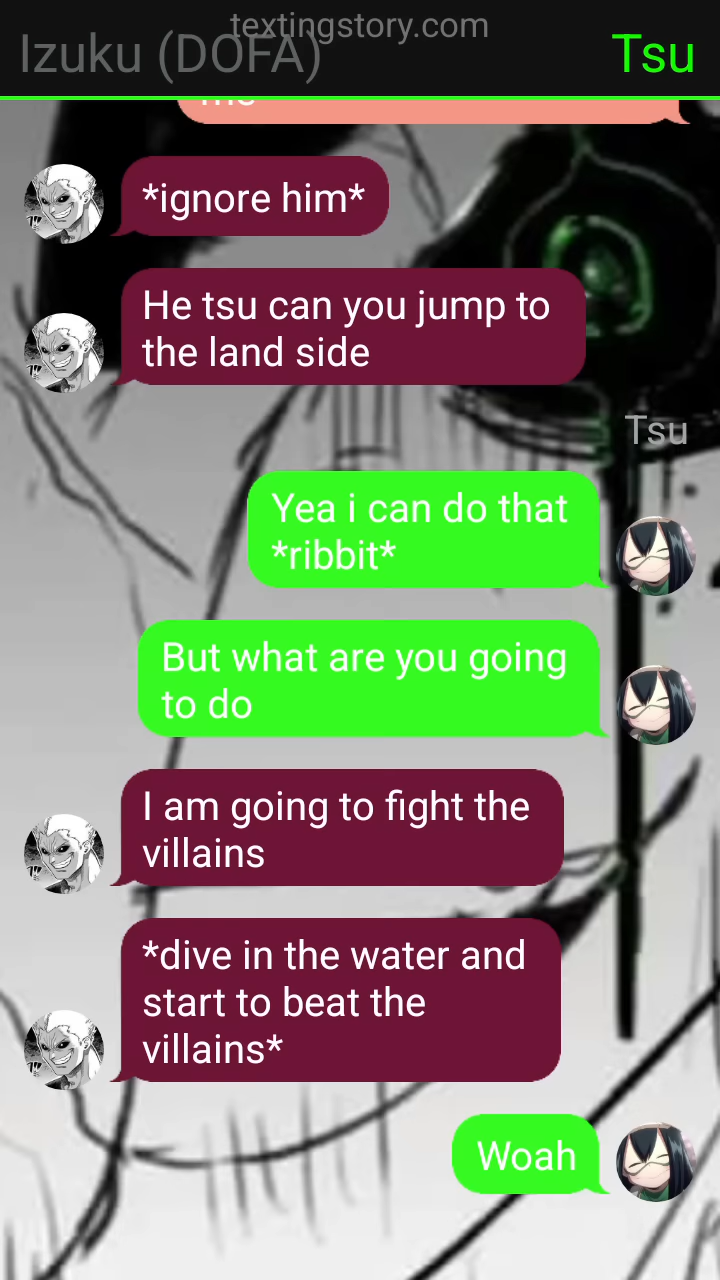 textingstory.com
Izuku (DOFA)
Tsu
*ignore him*
He tsu can you jump to
the land side
Tsu
Yea i can do that
*ribbit*
But what are you going
to do
I am going to fight the
villains
*dive in the water and
start to beat the
villains*
Woah